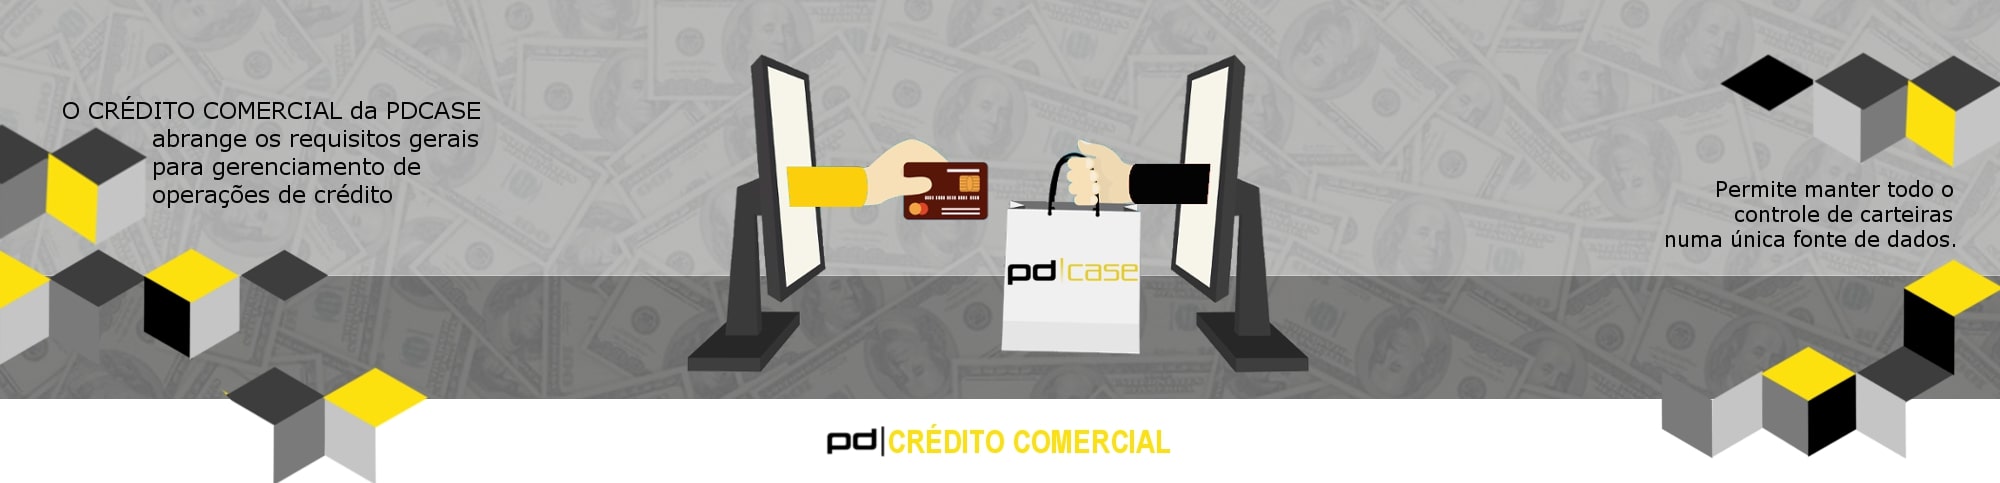 O CRÉDITO COMERCIAL da PDCASE
abrange os requisitos gerais
para gerenciamento de
operações de crédito
Permite manter todo o
controle de carteiras
numa única fonte de dados.
pd|case
pd|CRÉDITO COMERCIAL